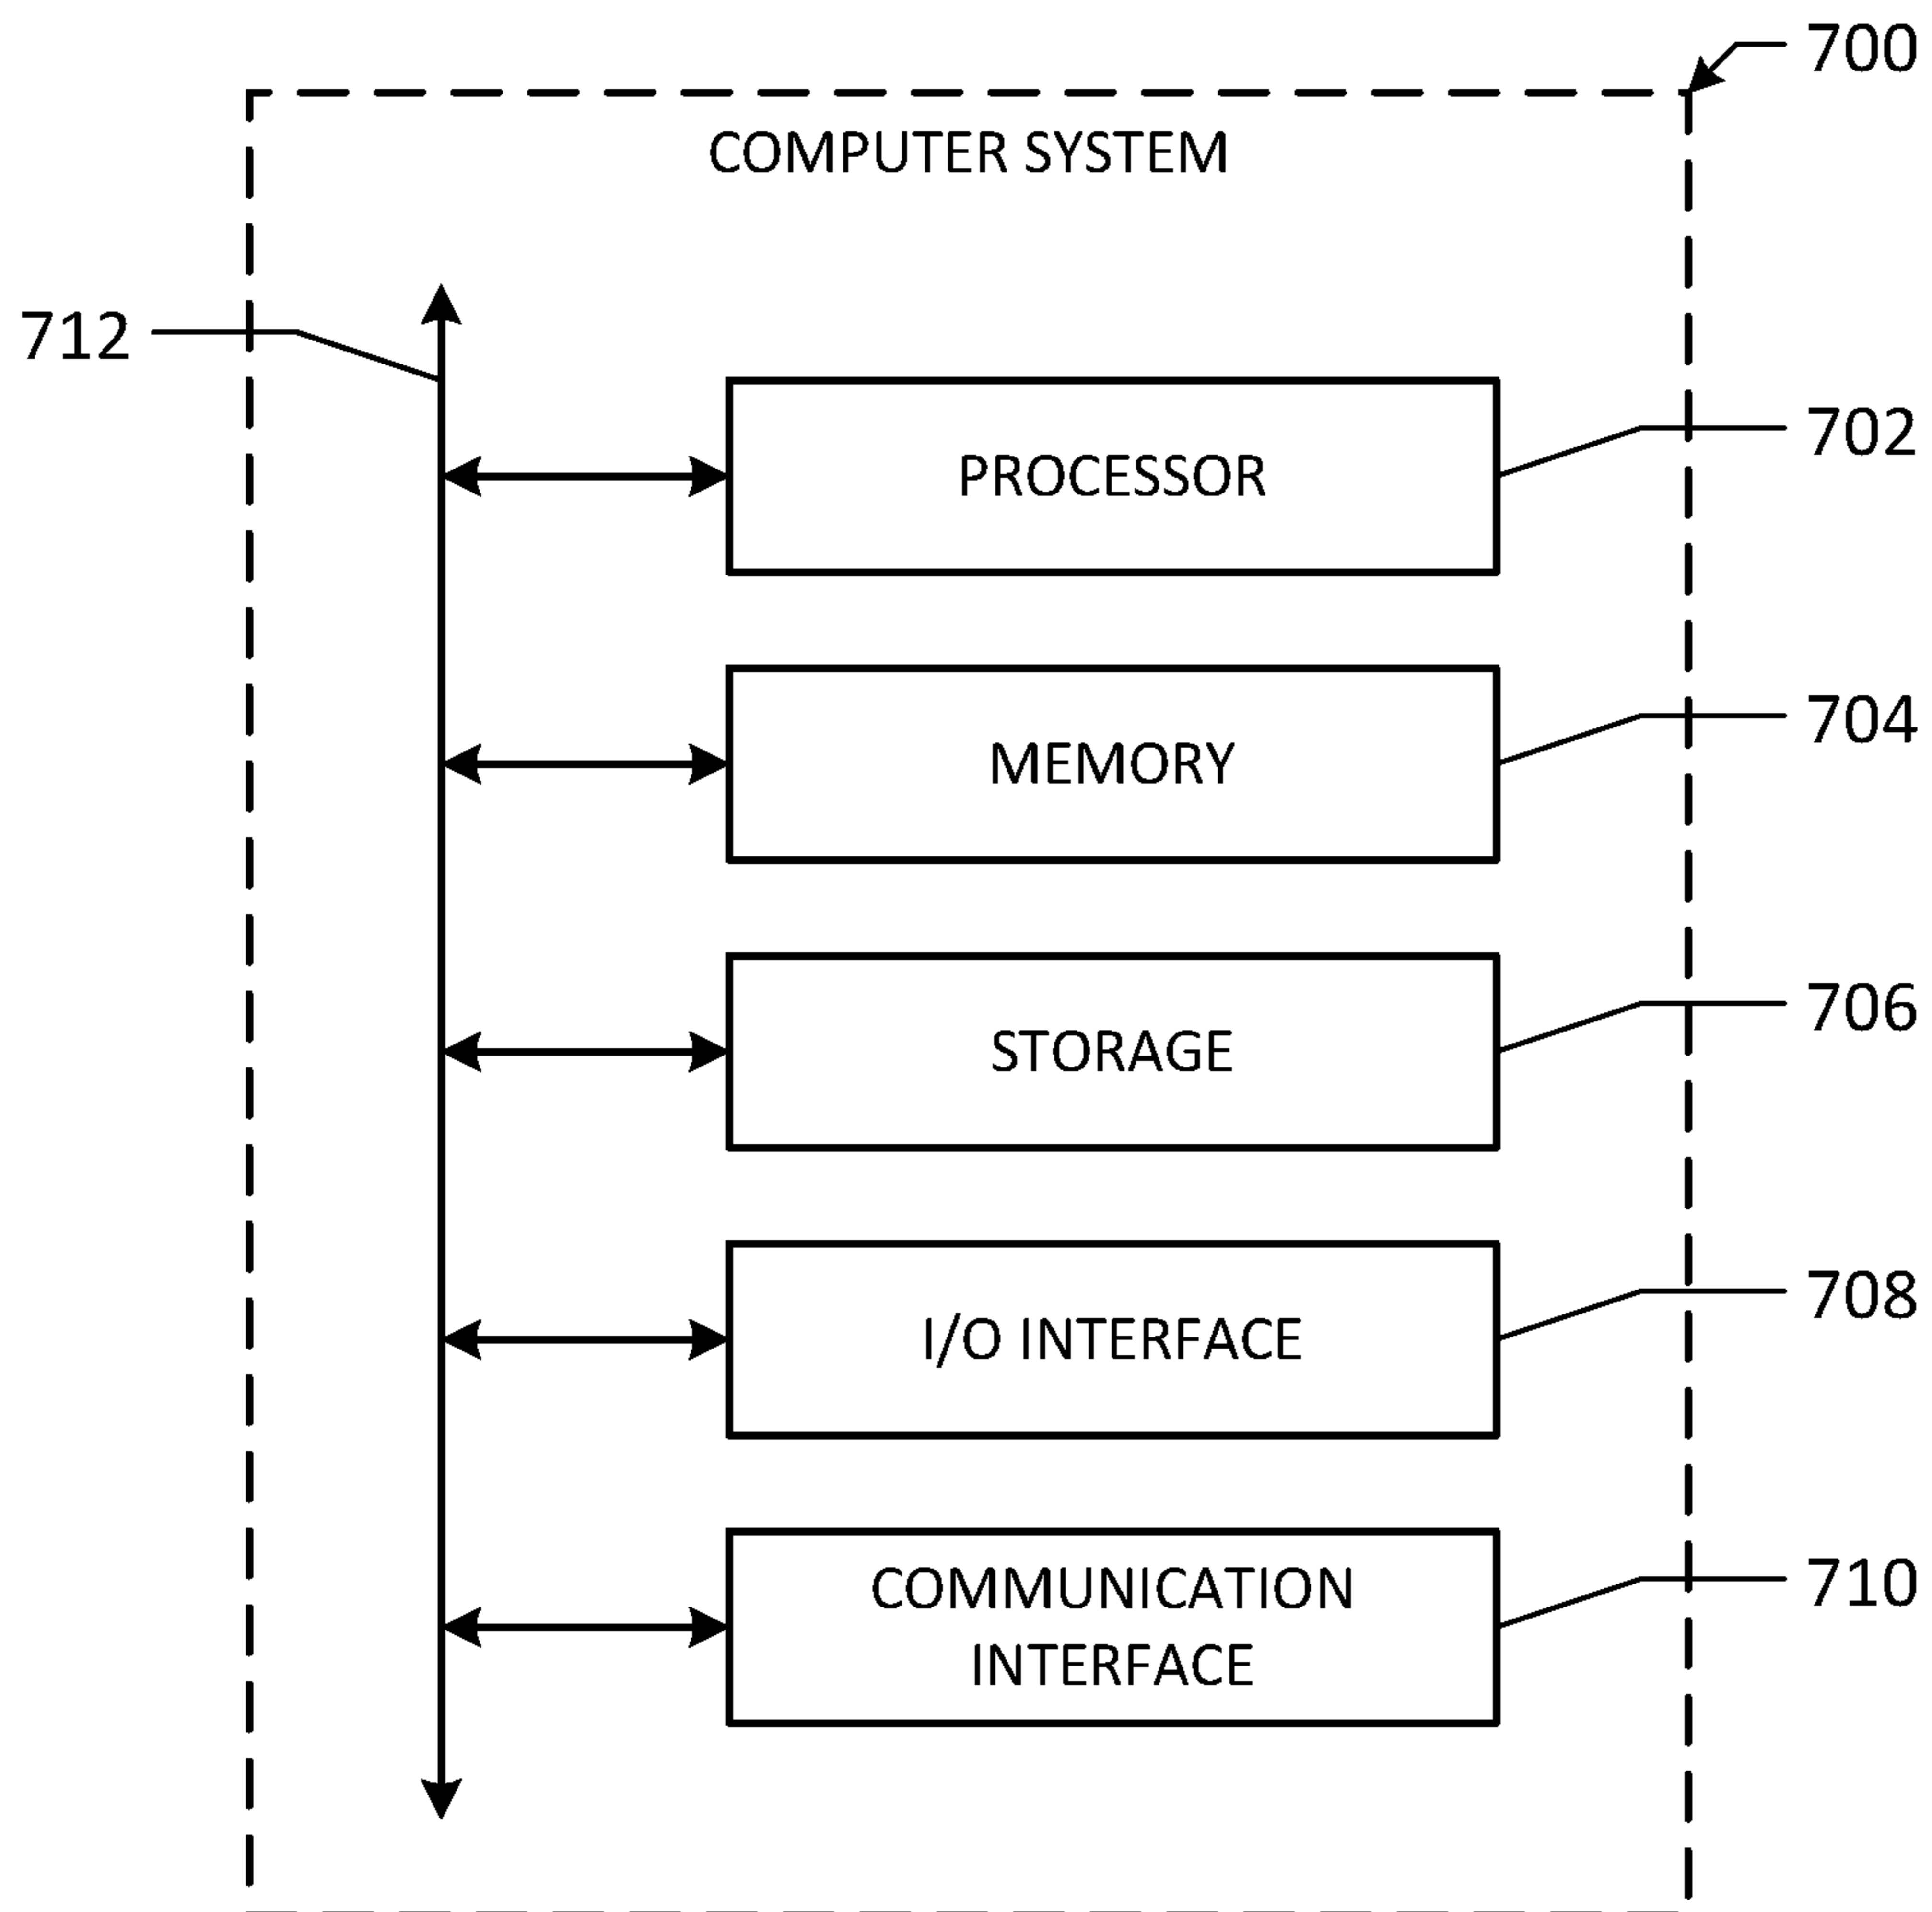 700
COMPUTER SYSTEM
712
702
PROCESSOR
704
MEMORY
706
STORAGE
708
I/O INTERFACE
710
COMMUNICATION
INTERFACE